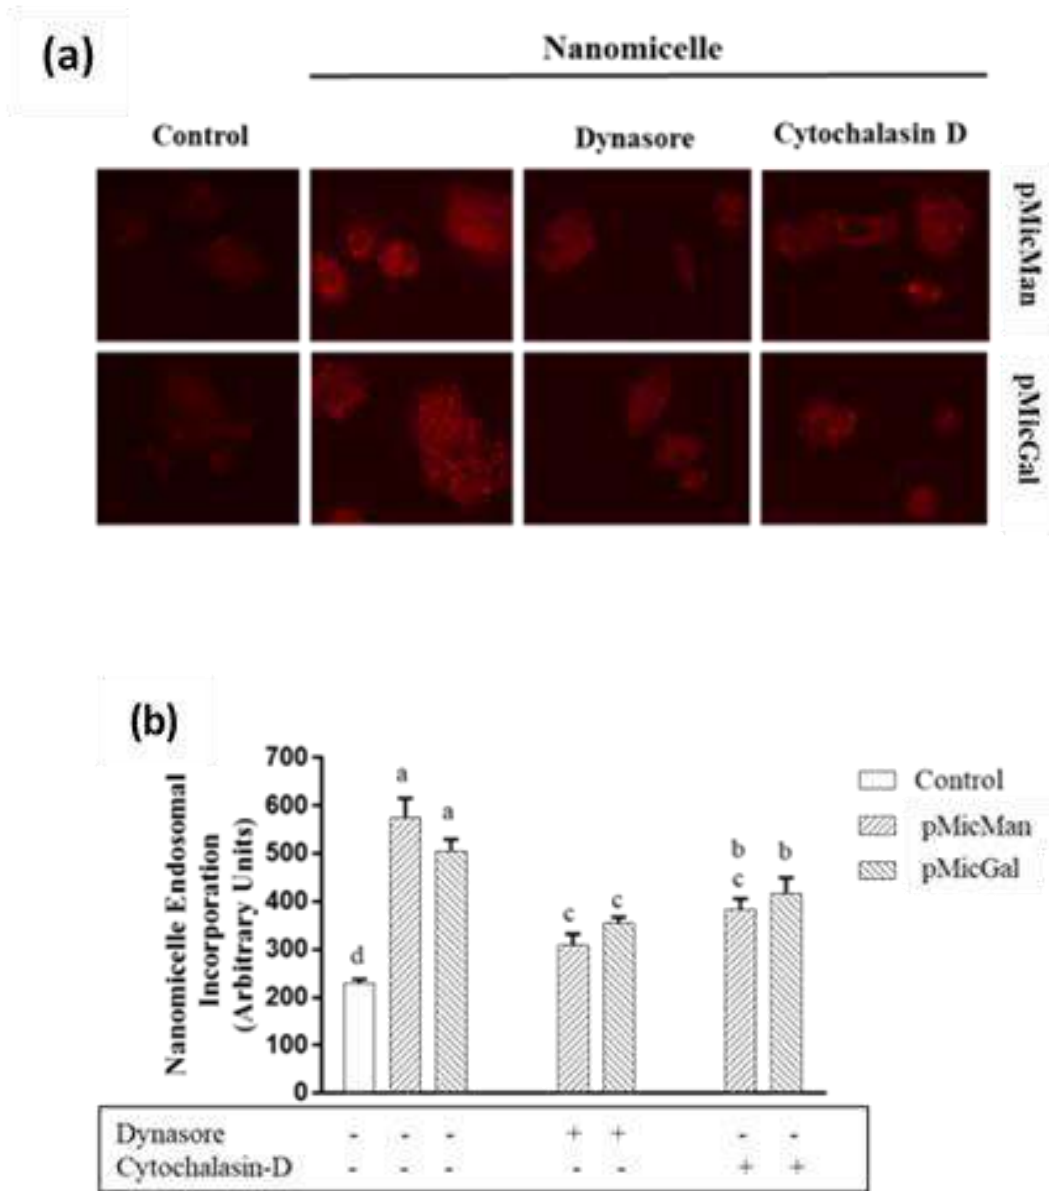 (a)
Nanomicelle
Control
Dynasore
Cytochalasin D
pMicMan
pMicGal
(b)
Nanomicelle Endosomal
Incorporation
(Arbitrary Units)
700
600
500
400
300
200
100
0
d
a
a
c
c
b
c
b
Control
pMicMan
pMicGal
Dynasore - - - + + - -
Cytochalasin-D - - - - - + +